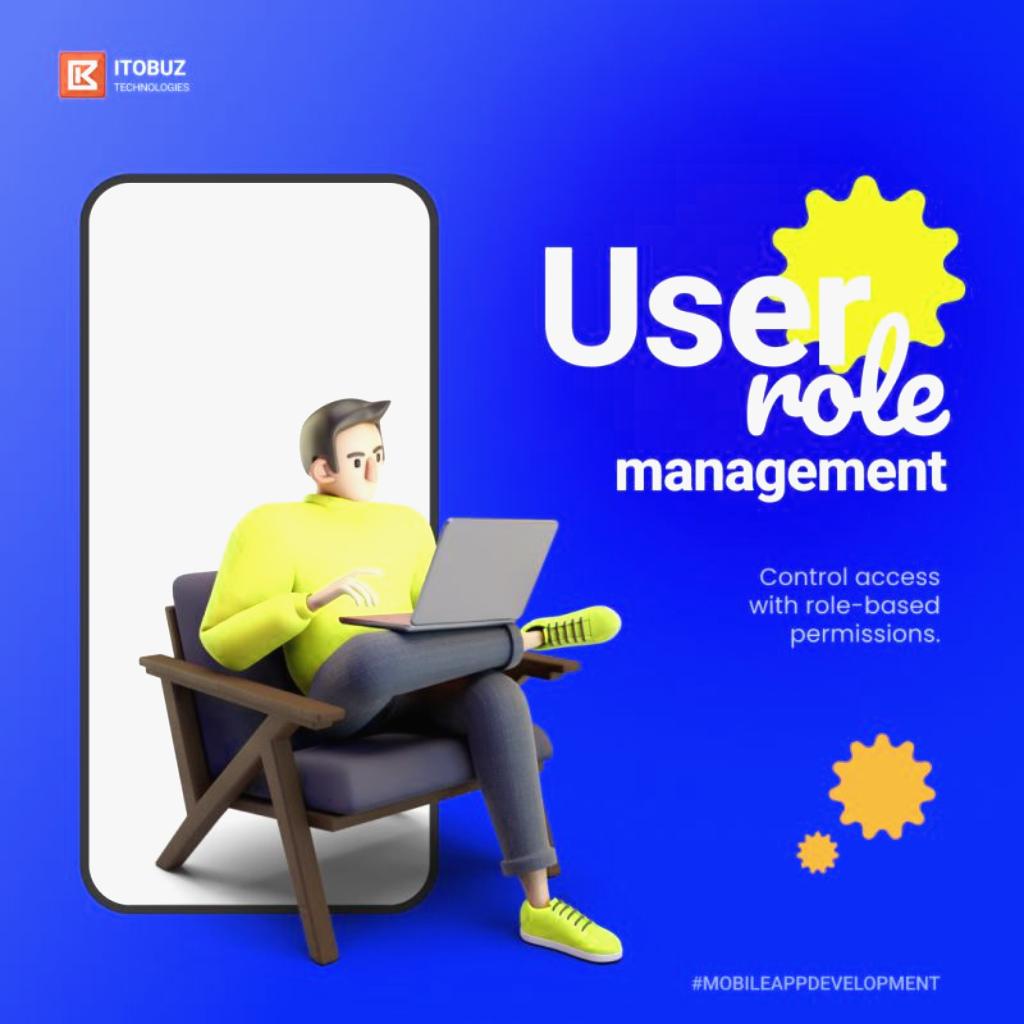 ITOBUZ
TECHNOLOGIES
User
role
management
Control access
with role-based
permissions.
#MOBILEAPPDEVELOPMENT